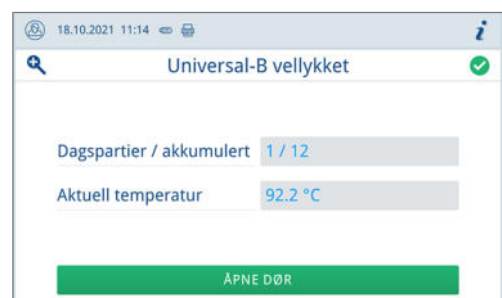 18.10.2021 11:14
i
Universal-B vellykket
Dagspartier / akkumulert 1 / 12
Aktuell temperatur 92.2 °C
ÅPNE DØR